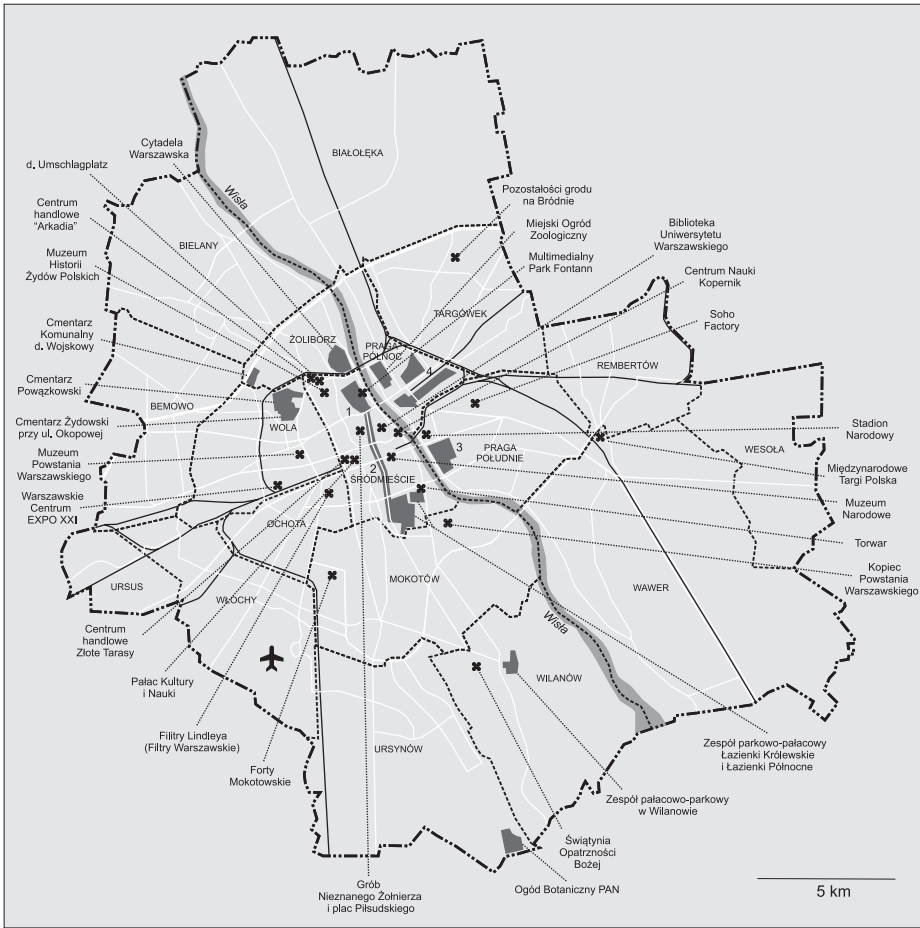 Cytadela
Warszawska
d. Umschlagplatz
Centrum
handlowe
"Arkadia"
Muzeum
Historii
Żydów Polskich
Cmentarz
Komunalny
d. Wojskowy
Cmentarz
Powązkowski
Cmentarz Żydowski
przy ul. Okopowej
Muzeum
Powstania
Warszawskiego
Warszawskie
Centrum
EXPO XXI
Centrum
handlowe
Złote Tarasy
Pałac Kultury
i Nauki
Filitry Lindleya
(Filtry Warszawskie)
Forty
Mokotowskie
Grób
Nieznanego Żołnierza
i plac Piłsudskiego
BIAŁOŁĘKA
Wisła
BIELANY
ŻOLIBORZ
PRAGA
PÓŁNOC
TARGÓWEK
REMBERTÓW
BEMOWO
WOLA
1
2
3
4
ŚRÓDMIEŚCIE
PRAGA
POŁUDNIE
WESOŁA
OCHOTA
URSUS
WŁOCHY
MOKOTÓW
WAWER
Wisła
WILANÓW
URSYNÓW
Pozostałości grodu
na Bródnie
Miejski Ogród
Zoologiczny
Multimedialny
Park Fontann
Biblioteka
Uniwersytetu
Warszawskiego
Centrum Nauki
Kopernik
Soho
Factory
Stadion
Narodowy
Międzynarodowe
Targi Polska
Muzeum
Narodowe
Torwar
Kopiec
Powstania
Warszawskiego
Zespół parkowo-pałacowy
Łazienki Królewskie
i Łazienki Północne
Zespół pałacowo-parkowy
w Wilanowie
Świątynia
Opatrzności
Bożej
Ogód Botaniczny PAN
5 km